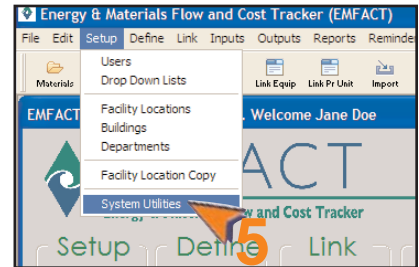 Energy & Materials Flow and Cost Tracker (EMFACT)
File Edit Setup Define Link Inputs Outputs Reports Reminde
Users
Drop Down Lists
Facility Locations
Buildings
Departments
Facility Location Copy
System Utilities
Materials Link Equip Link Pr Unit Import
EMFACT . Welcome Jane Doe
ACT
w and Cost Tracker
5
Setup Define Link